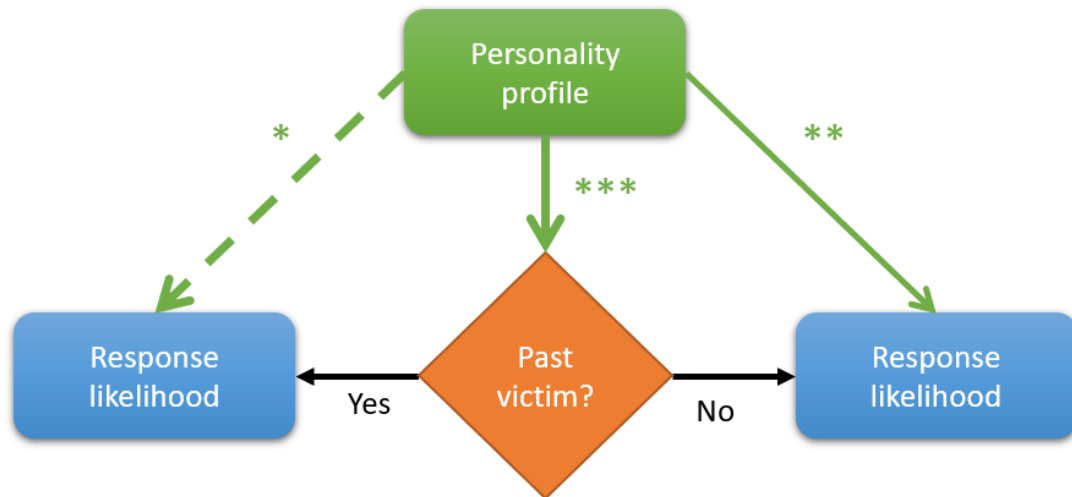 Personality
profile
*
**
***
Response
likelihood
Past
victim?
Response
likelihood
Yes
No